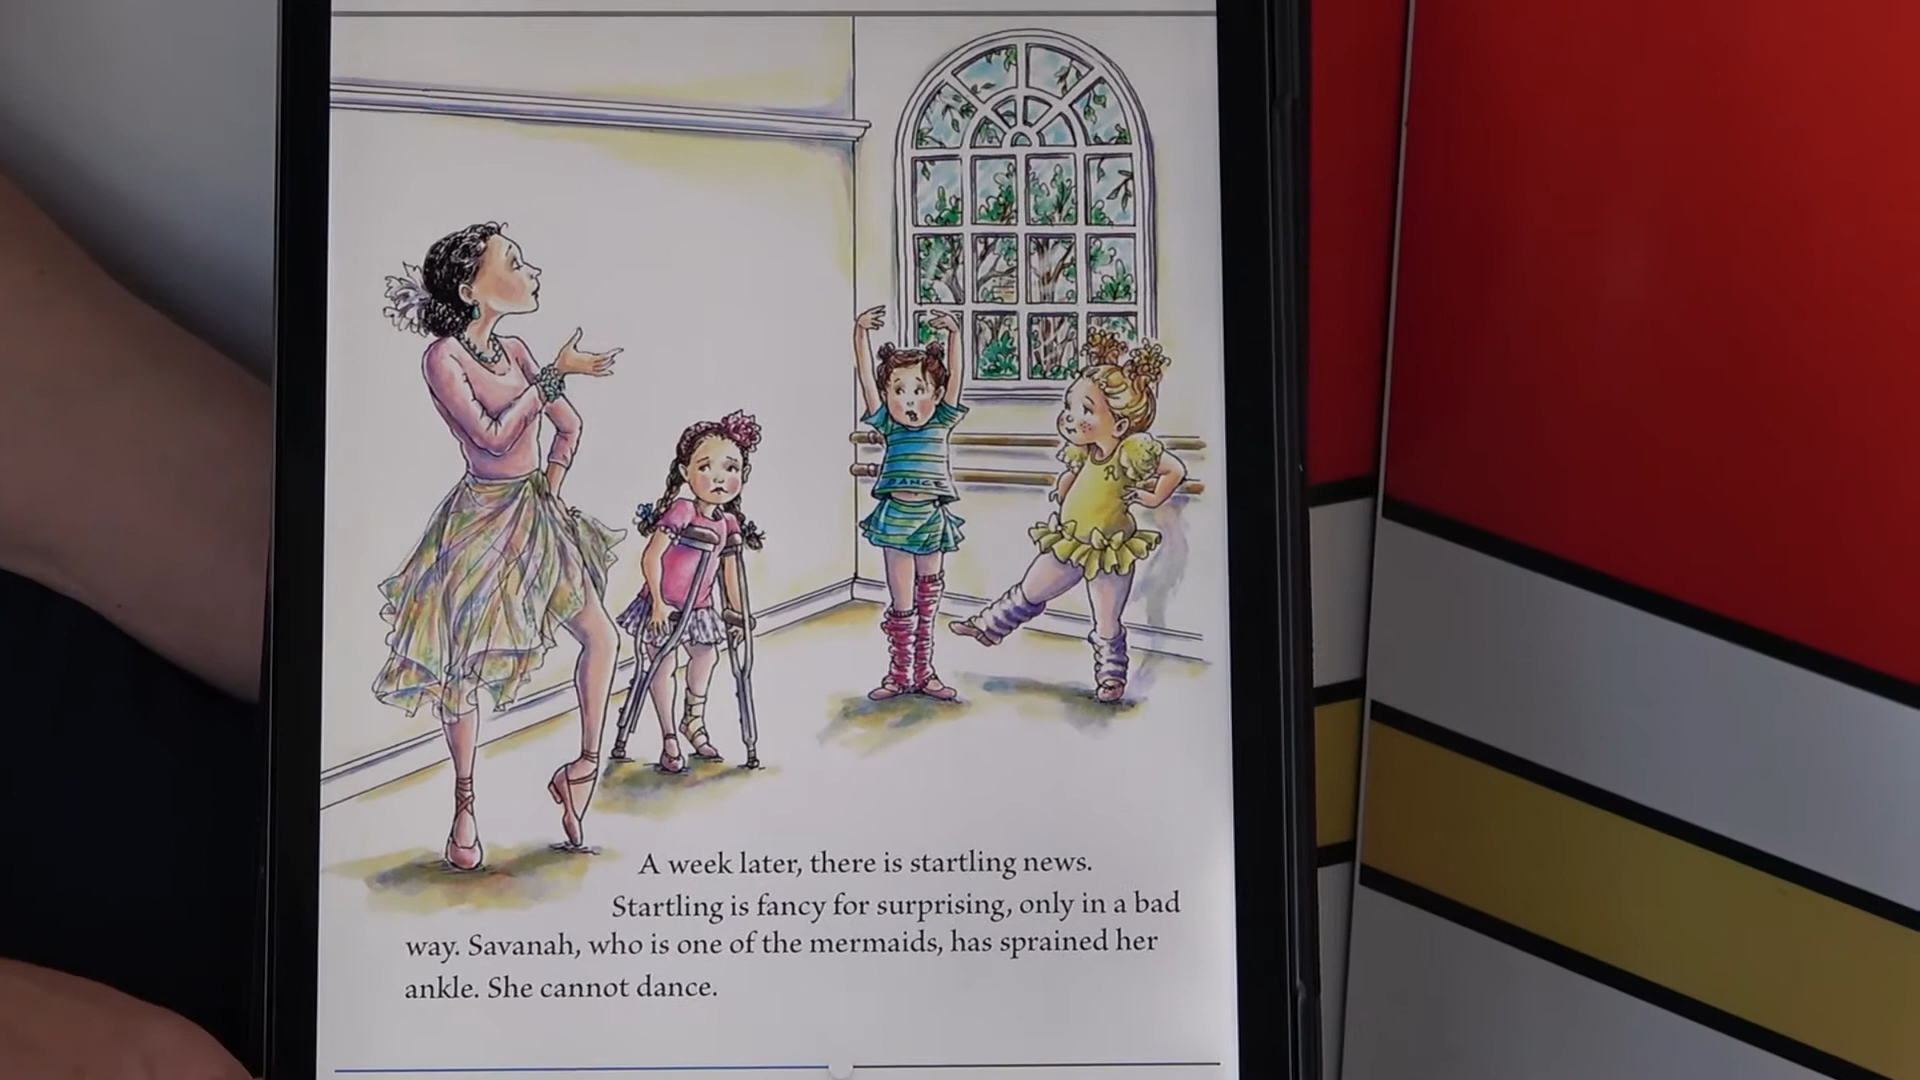 R
DANCE
A week later, there is startling news.
Startling is fancy for surprising, only in a bad
way. Savanah, who is one of the mermaids, has sprained her
ankle. She cannot dance.